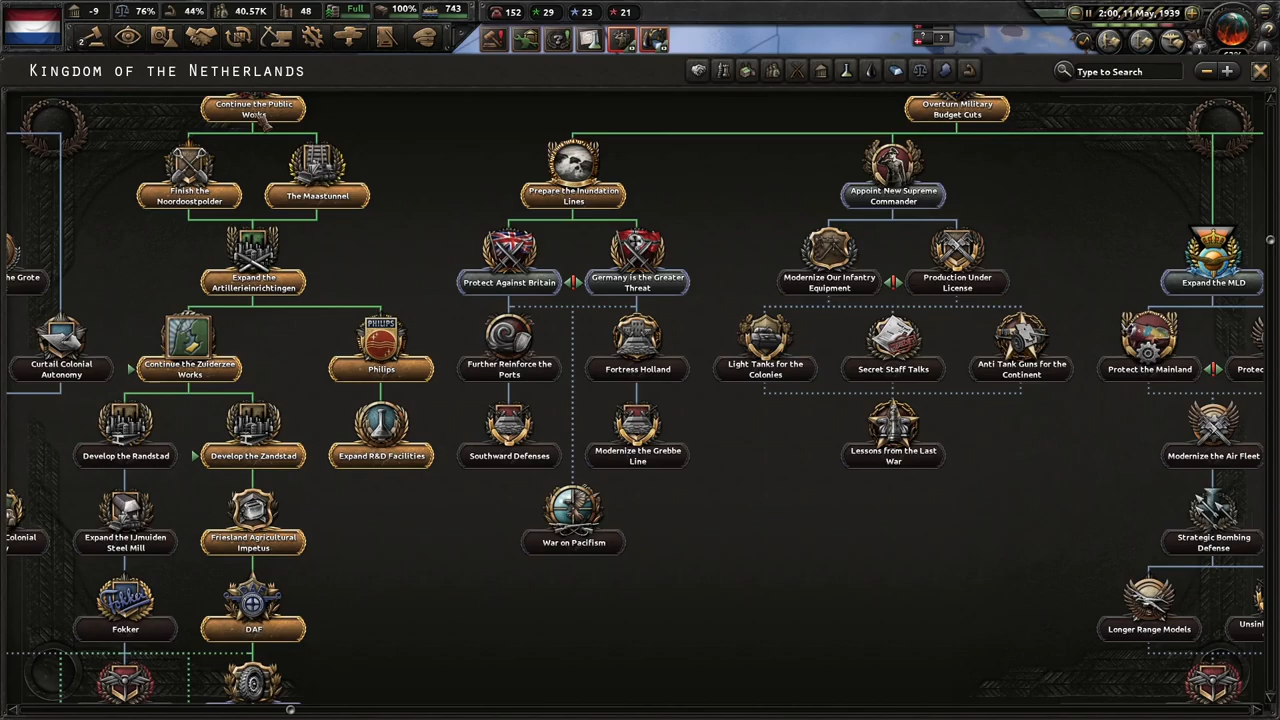 -9
76%
44%
40.57K
48
Full
100%
743
152
29
23
21
2:00, 11 May, 1939
2
2
Kingdom of the Netherlands
Type to Search
Continue the Public
Works
Overturn Military
Budget Cuts
Finish the
Noordoostpolder
The Maastunnel
Prepare the Inundation
Lines
Appoint New Supreme
Commander
he Grote
Expand the
Artillerieinrichtingen
Protect Against Britain
Germany is the Greater
Threat
Modernize Our Infantry
Equipment
Production Under
License
Expand the MLD
Curtail Colonial
Autonomy
Continue the Zuiderzee
Works
PHILIPS
Philips
Further Reinforce the
Ports
Fortress Holland
Light Tanks for the
Colonies
Secret Staff Talks
Anti Tank Guns for the
Continent
Protect the Mainland
Protec
Develop the Randstad
Develop the Zandstad
Expand R&D Facilities
Southward Defenses
Modernize the Grebbe
Line
Lessons from the Last
War
Modernize the Air Fleet
Colonial
y
Expand the IJmuiden
Steel Mill
Friesland Agricultural
Impetus
War on Pacifism
Strategic Bombing
Defense
Fokker
Fokker
DAF
Longer Range Models
Unsinl